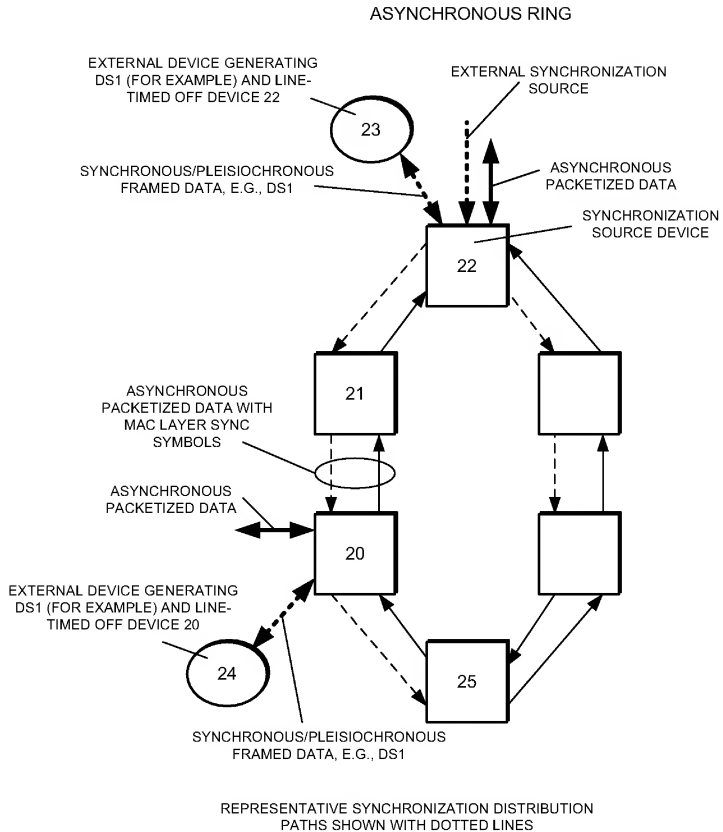 ASYNCHRONOUS RING
EXTERNAL DEVICE GENERATING
DS1 (FOR EXAMPLE) AND LINE-
TIMED OFF DEVICE 22
EXTERNAL SYNCHRONIZATION
SOURCE
23
SYNCHRONOUS/PLEISIOCHRONOUS
FRAMED DATA, E.G., DS1
ASYNCHRONOUS
PACKETIZED DATA
SYNCHRONIZATION
SOURCE DEVICE
22
21
ASYNCHRONOUS
PACKETIZED DATA WITH
MAC LAYER SYNC
SYMBOLS
ASYNCHRONOUS
PACKETIZED DATA
20
EXTERNAL DEVICE GENERATING
DS1 (FOR EXAMPLE) AND LINE-
TIMED OFF DEVICE 20
24
25
SYNCHRONOUS/PLEISIOCHRONOUS
FRAMED DATA, E.G., DS1
REPRESENTATIVE SYNCHRONIZATION DISTRIBUTION
PATHS SHOWN WITH DOTTED LINES